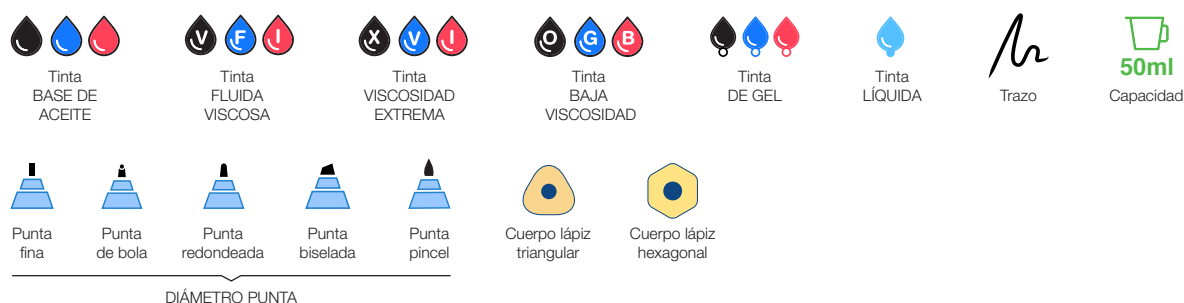 V F I
X V I
O G B
50ml
Tinta
BASE DE
ACEITE
Tinta
FLUIDA
VISCOSA
Tinta
VISCOSIDAD
EXTREMA
Tinta
BAJA
VISCOSIDAD
Tinta
DE GEL
Tinta
LÍQUIDA
Trazo
Capacidad
Punta
fina
Punta
de bola
Punta
redondeada
Punta
biselada
Punta
pincel
Cuerpo lápiz
triangular
Cuerpo lápiz
hexagonal
DIÁMETRO PUNTA